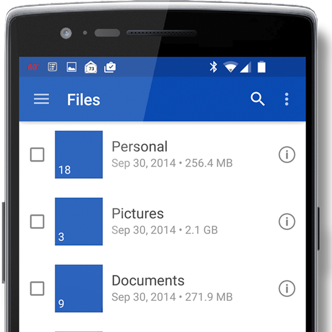 Files
Personal
18
Sep 30, 2014 • 256.4 MB
Pictures
3
Sep 30, 2014 • 2.1 GB
Documents
9
Sep 30, 2014 • 271.9 MB